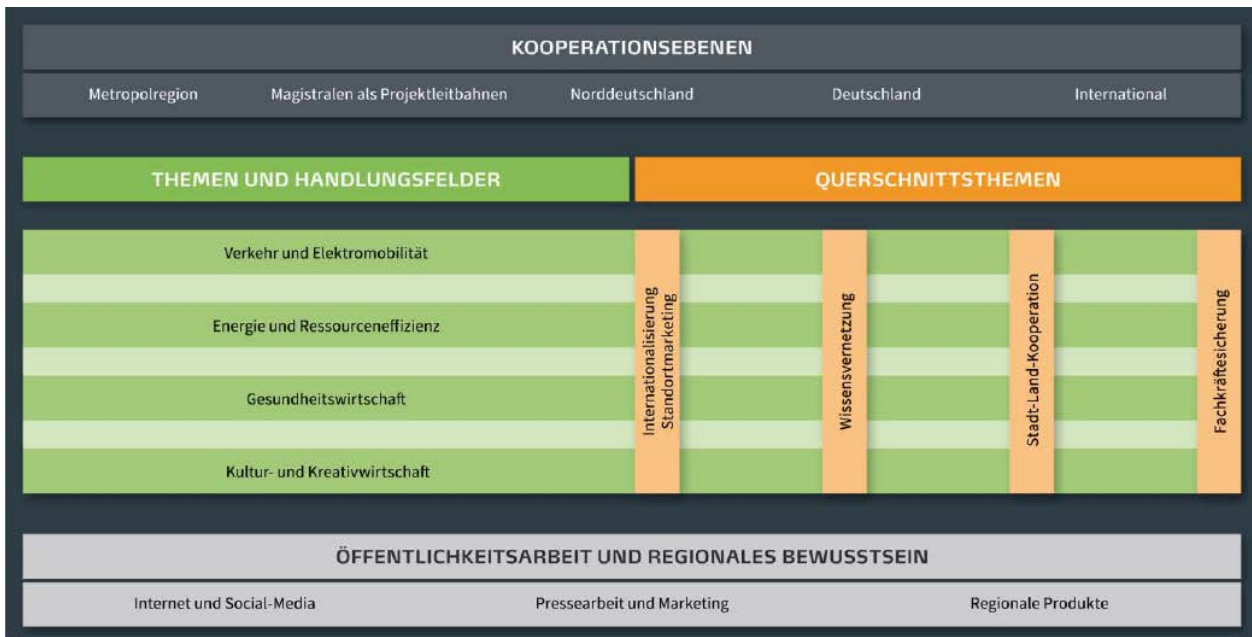 KOOPERATIONSEBENEN
Metropolregion Magistralen als Projektleitbahnen Norddeutschland Deutschland International
THEMEN UND HANDLUNGSFELDER QUERSCHNITTSTHEMEN
Verkehr und Elektromobilität
Energie und Ressourceneffizienz
Gesundheitswirtschaft
Kultur- und Kreativwirtschaft
Internationalisierung
Standortmarketing
Wissensvernetzung
Stadt-Land-Kooperation
Fachkräftesicherung
ÖFFENTLICHKEITSARBEIT UND REGIONALES BEWUSSTSEIN
Internet und Social-Media Pressearbeit und Marketing Regionale Produkte